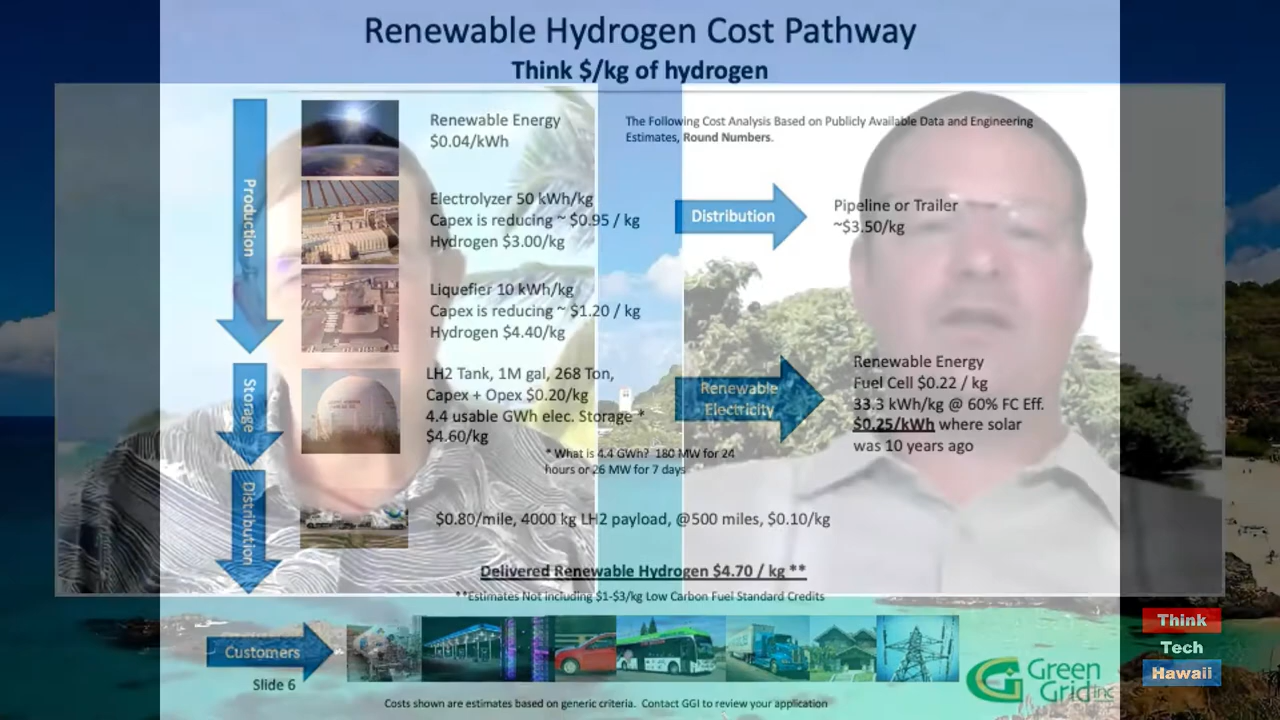 Renewable Hydrogen Cost Pathway
Think $/kg of hydrogen
Production
Renewable Energy
$0.04/kWh
The Following Cost Analysis Based on Publicly Available Data and Engineering
Estimates, Round Numbers.
Electrolyzer 50 kWh/kg
Capex is reducing ~ $0.95 / kg
Hydrogen $3.00/kg
Distribution
Pipeline or Trailer
~$3.50/kg
Liquefier 10 kWh/kg
Capex is reducing ~ $1.20 / kg
Hydrogen $4.40/kg
Storage
LH2 Tank, 1M gal, 268 Ton,
Capex + Opex $0.20/kg
4.4 usable GWh elec. Storage *
$4.60/kg
* What is 4.4 GWh? 180 MW for 24
hours or 26 MW for 7 days
Renewable
Electricity
Renewable Energy
Fuel Cell $0.22 / kg
33.3 kWh/kg @ 60% FC Eff.
$0.25/kWh where solar
was 10 years ago
Distribution
$0.80/mile, 4000 kg LH2 payload, @500 miles, $0.10/kg
Delivered Renewable Hydrogen $4.70 / kg **
**Estimates Not including $1-$3/kg Low Carbon Fuel Standard Credits
Customers
Slide 6
Costs shown are estimates based on generic criteria. Contact GGI to review your application
Green
Grid Inc
Think
Tech
Hawaii